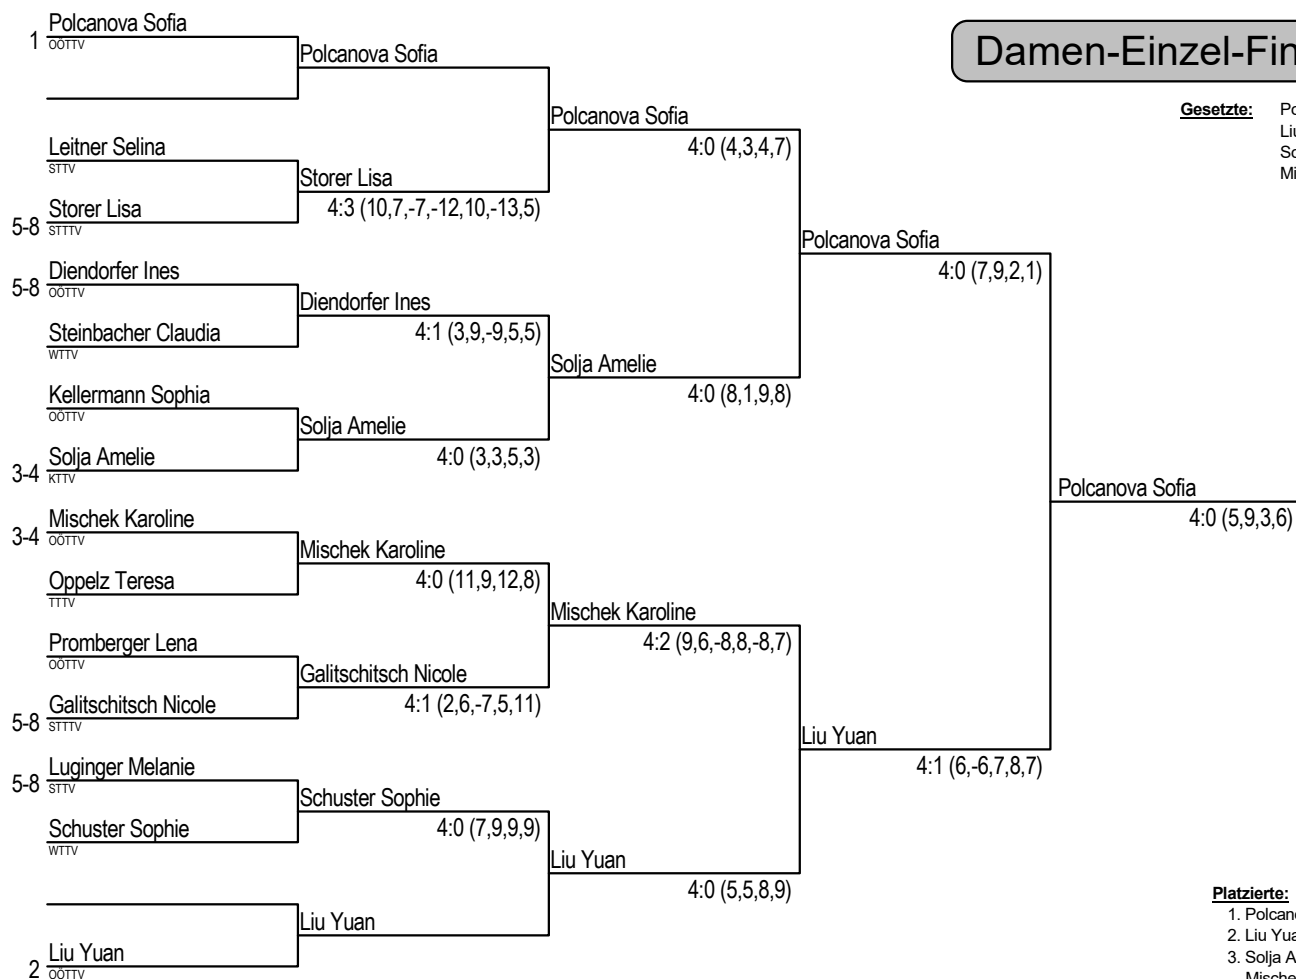 Polcanova Sofia
1 OÖTTV
Polcanova Sofia
Damen-Einzel-Fin
Polcanova Sofia
4:0 (4,3,4,7)
Gesetzte: Po
Liu
So
Mi
Leitner Selina
STTV
Storer Lisa
4:3 (10,7,-7,-12,10,-13,5)
Storer Lisa
5-8 STTTV
Polcanova Sofia
4:0 (7,9,2,1)
Diendorfer Ines
5-8 OÖTTV
Diendorfer Ines
4:1 (3,9,-9,5,5)
Steinbacher Claudia
WTTV
Solja Amelie
4:0 (8,1,9,8)
Kellermann Sophia
OÖTTV
Solja Amelie
4:0 (3,3,5,3)
Solja Amelie
3-4 KTTV
Polcanova Sofia
4:0 (5,9,3,6)
Mischek Karoline
3-4 OÖTTV
Mischek Karoline
4:0 (11,9,12,8)
Oppelz Teresa
TTTV
Mischek Karoline
4:2 (9,6,-8,8,-8,7)
Promberger Lena
OÖTTV
Galitschitsch Nicole
4:1 (2,6,-7,5,11)
Galitschitsch Nicole
5-8 STTTV
Liu Yuan
4:1 (6,-6,7,8,7)
Luginger Melanie
5-8 STTV
Schuster Sophie
4:0 (7,9,9,9)
Schuster Sophie
WTTV
Liu Yuan
4:0 (5,5,8,9)
Liu Yuan
Liu Yuan
2 OÖTTV
Platzierte:
1. Polcano
2. Liu Yua
3. Solja A
Mische